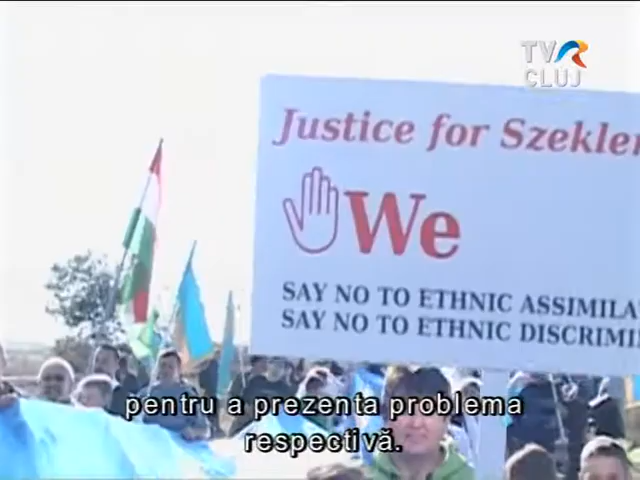 TVR
CLUJ
Justice for Szekler
We
SAY NO TO ETHNIC ASSIMILA
SAY NO TO ETHNIC DISCRIMI
pentru a prezenta problema
respectivă.